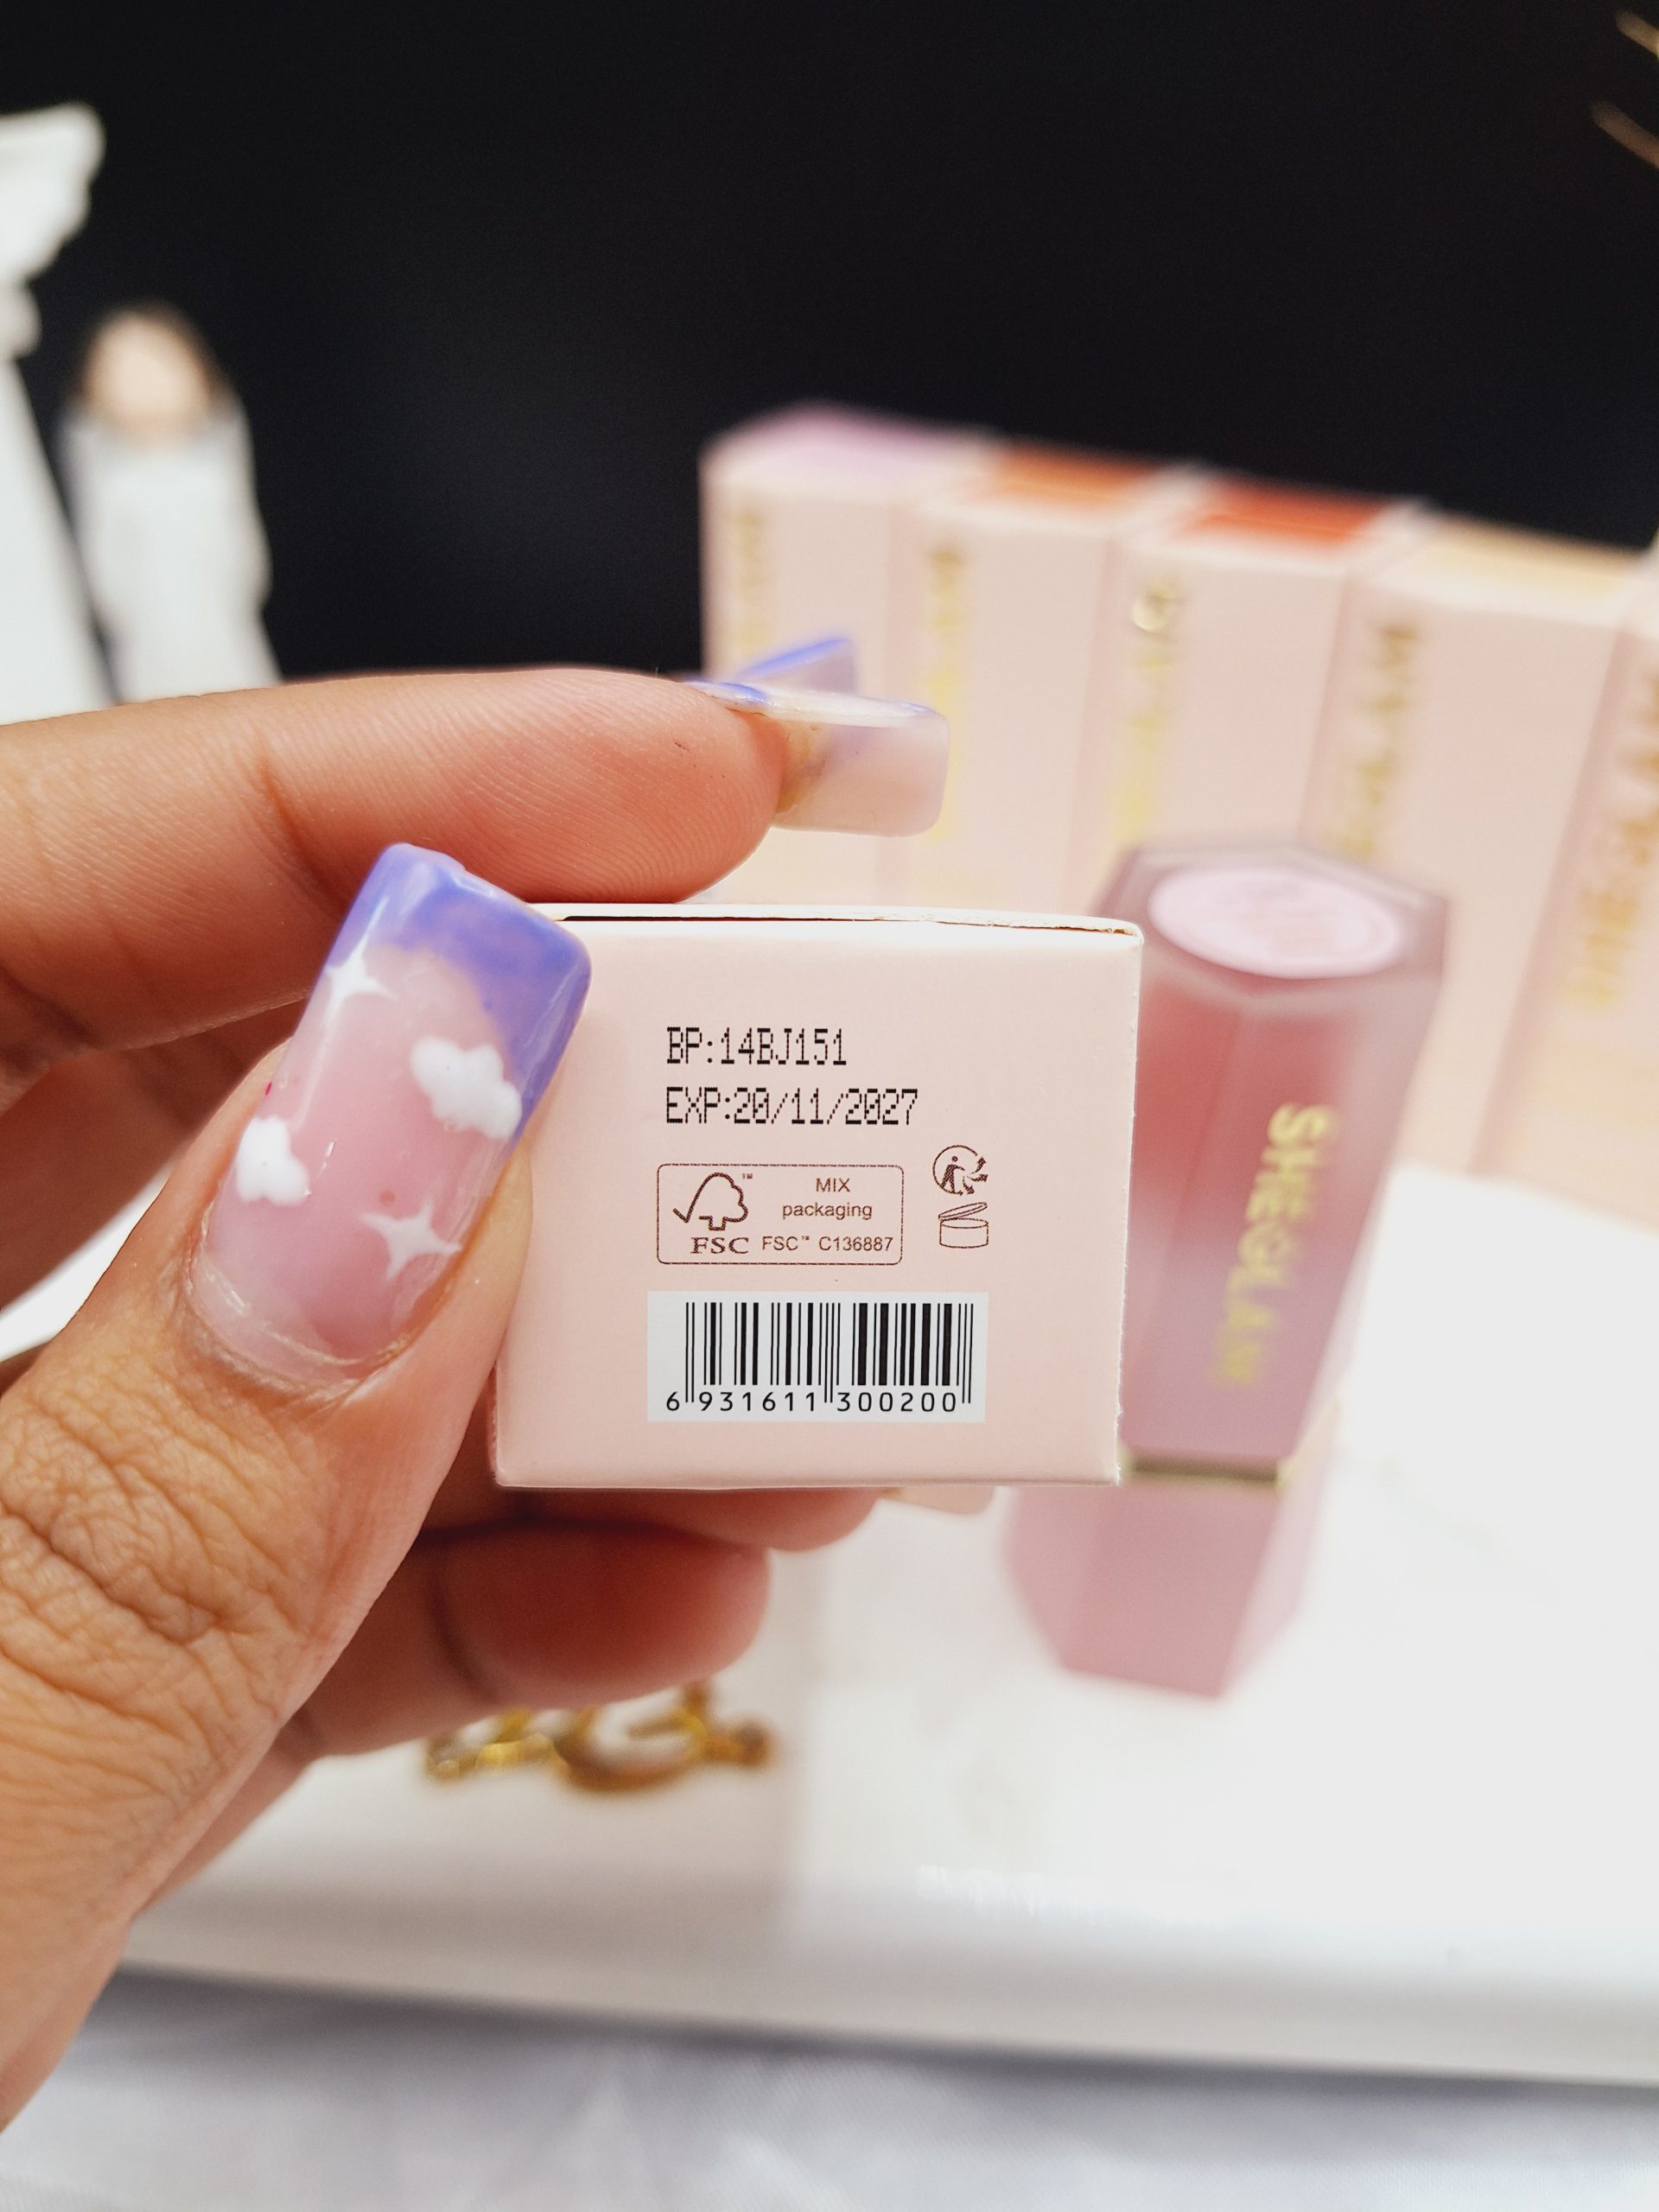 BP:14BJ151
EXP:20/11/2027
MIX
packaging
FSC FSC™ C136887
6 931611 300200
SHEGLAM